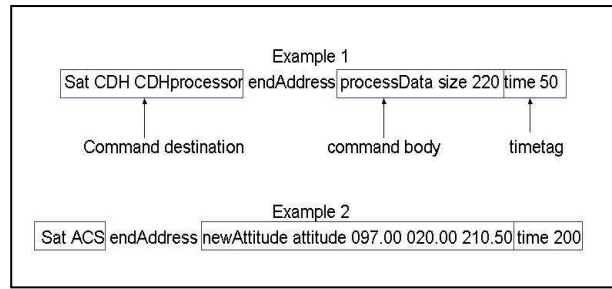 Example 1
Sat CDH CDHprocessor endAddress processData size 220 time 50
Command destination command body timetag
Example 2
Sat ACS endAddress newAttitude attitude 097.00 020.00 210.50 time 200